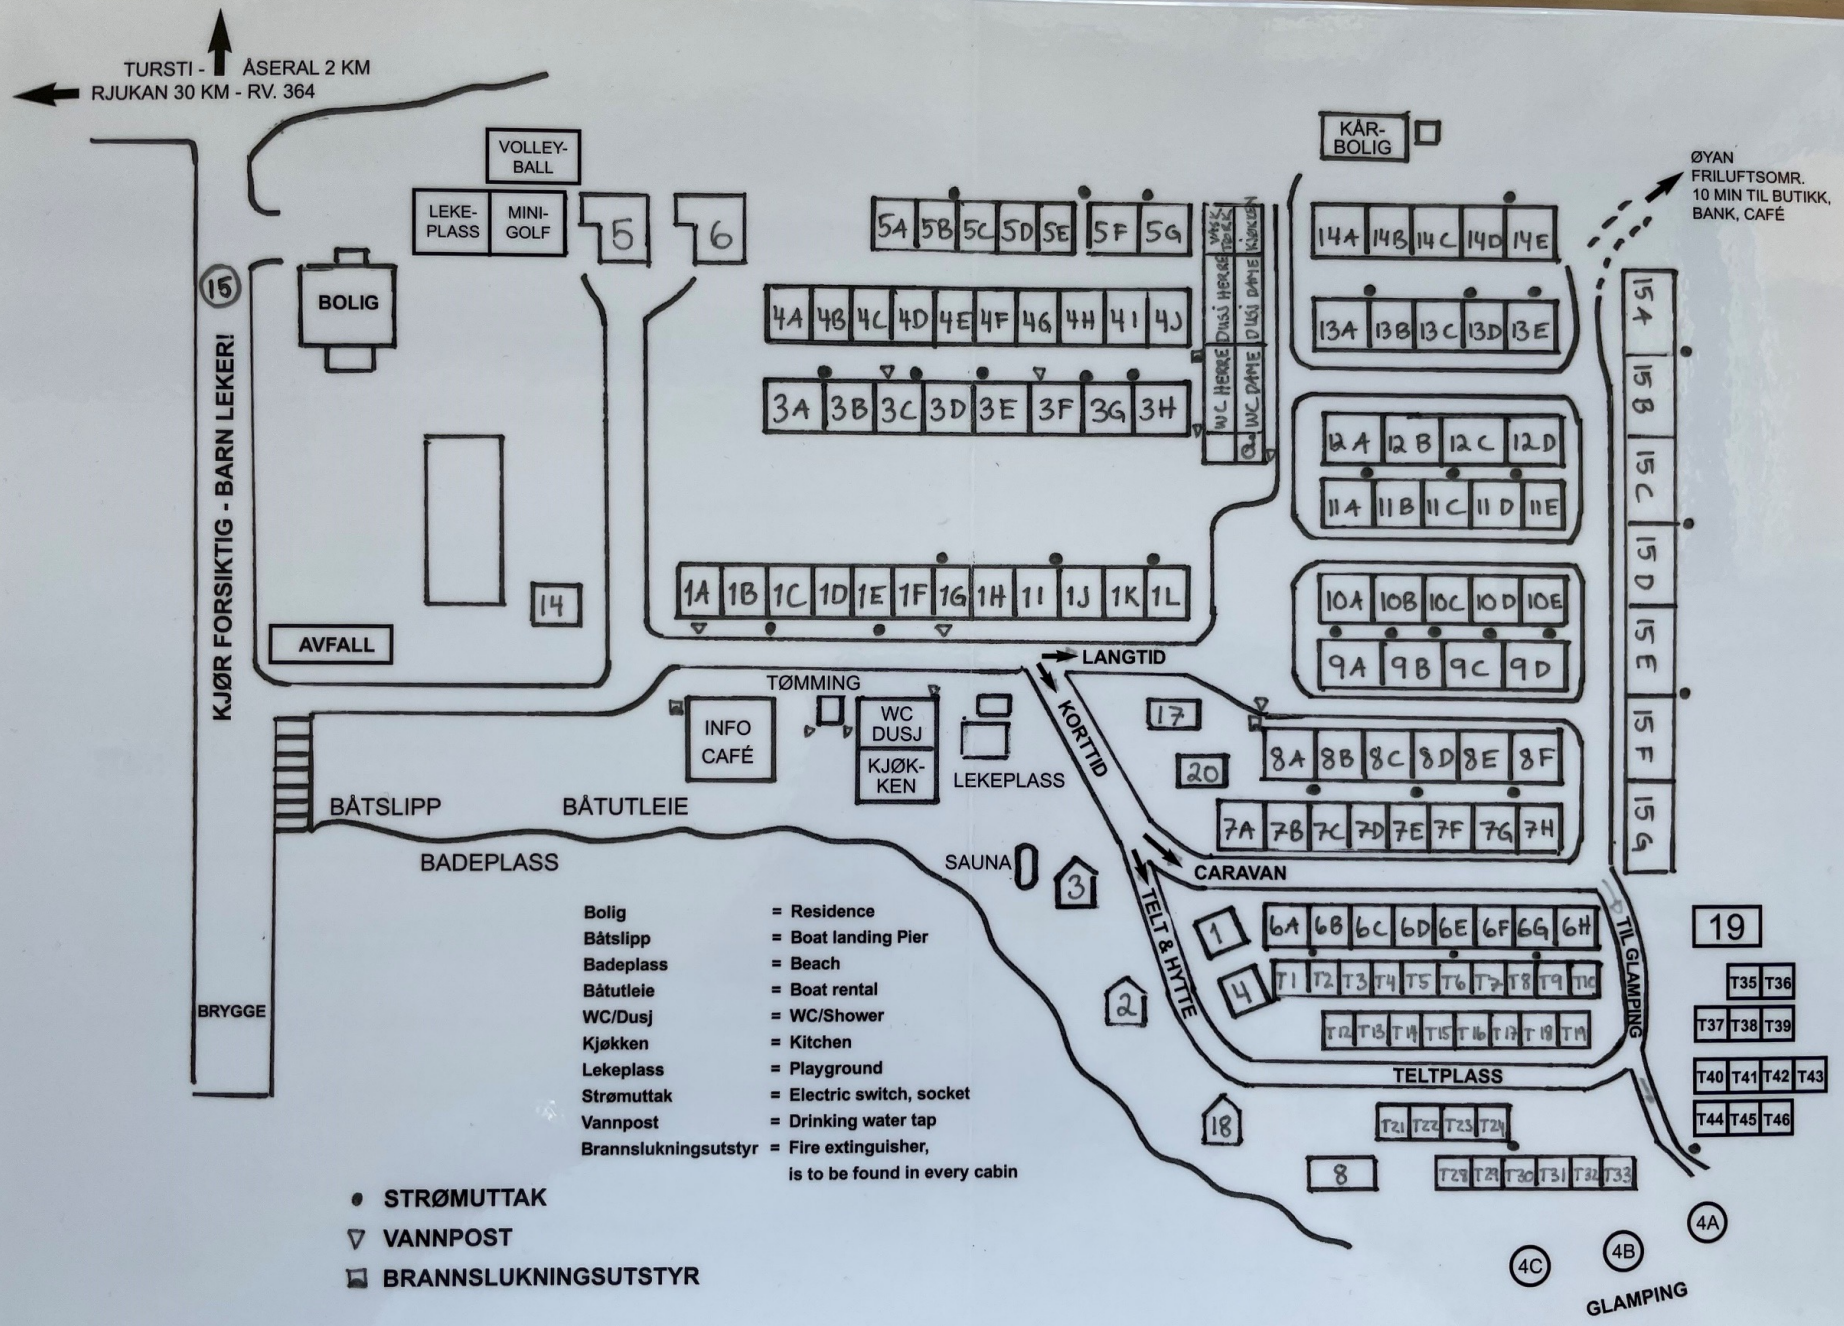 TURSTI - ÅSERAL 2 KM
RJUKAN 30 KM - RV. 364
VOLLEY-
BALL
LEKE-
PLASS
MINI-
GOLF
5
6
15
BOLIG
KJØR FORSIKTIG - BARN LEKER!
14
AVFALL
5A 5B 5C 5D 5E 5F 5G
4A 4B 4C 4D 4E 4F 4G 4H 4I 4J
3A 3B 3C 3D 3E 3F 3G 3H
VASK
TØRK
KJØKKEN
DUSJ HERRE
DUSJ DAME
WC HERRE
WC DAME
1A 1B 1C 1D 1E 1F 1G 1H 1I 1J 1K 1L
KÅR-
BOLIG
ØYAN
FRILUFTSOMR.
10 MIN TIL BUTIKK,
BANK, CAFÉ
14A 14B 14C 14D 14E
13A 13B 13C 13D 13E
12A 12B 12C 12D
11A 11B 11C 11D 11E
10A 10B 10C 10D 10E
9A 9B 9C 9D
15A
15B
15C
15D
15E
15F
15G
LANGTID
KORTTID
TØMMING
INFO
CAFÉ
WC
DUSJ
KJØK-
KEN
LEKEPLASS
17
20
8A 8B 8C 8D 8E 8F
7A 7B 7C 7D 7E 7F 7G 7H
BÅTSLIPP
BÅTUTLEIE
BADEPLASS
SAUNA
3
CARAVAN
TELT & HYTTE
1
4
2
6A 6B 6C 6D 6E 6F 6G 6H
T1 T2 T3 T4 T5 T6 T7 T8 T9 T10
T12 T13 T14 T15 T16 T17 T18 T19
TIL GLAMPING
TELTPLASS
19
T35 T36
T37 T38 T39
T40 T41 T42 T43
T44 T45 T46
18
8
T21 T22 T23 T24
T28 T29 T30 T31 T32 T33
4A
4B
4C
GLAMPING
BRYGGE
Bolig = Residence
Båtslipp = Boat landing Pier
Badeplass = Beach
Båtutleie = Boat rental
WC/Dusj = WC/Shower
Kjøkken = Kitchen
Lekeplass = Playground
Strømuttak = Electric switch, socket
Vannpost = Drinking water tap
Brannslukningsutstyr = Fire extinguisher,
is to be found in every cabin
STRØMUTTAK
VANNPOST
BRANNSLUKNINGSUTSTYR